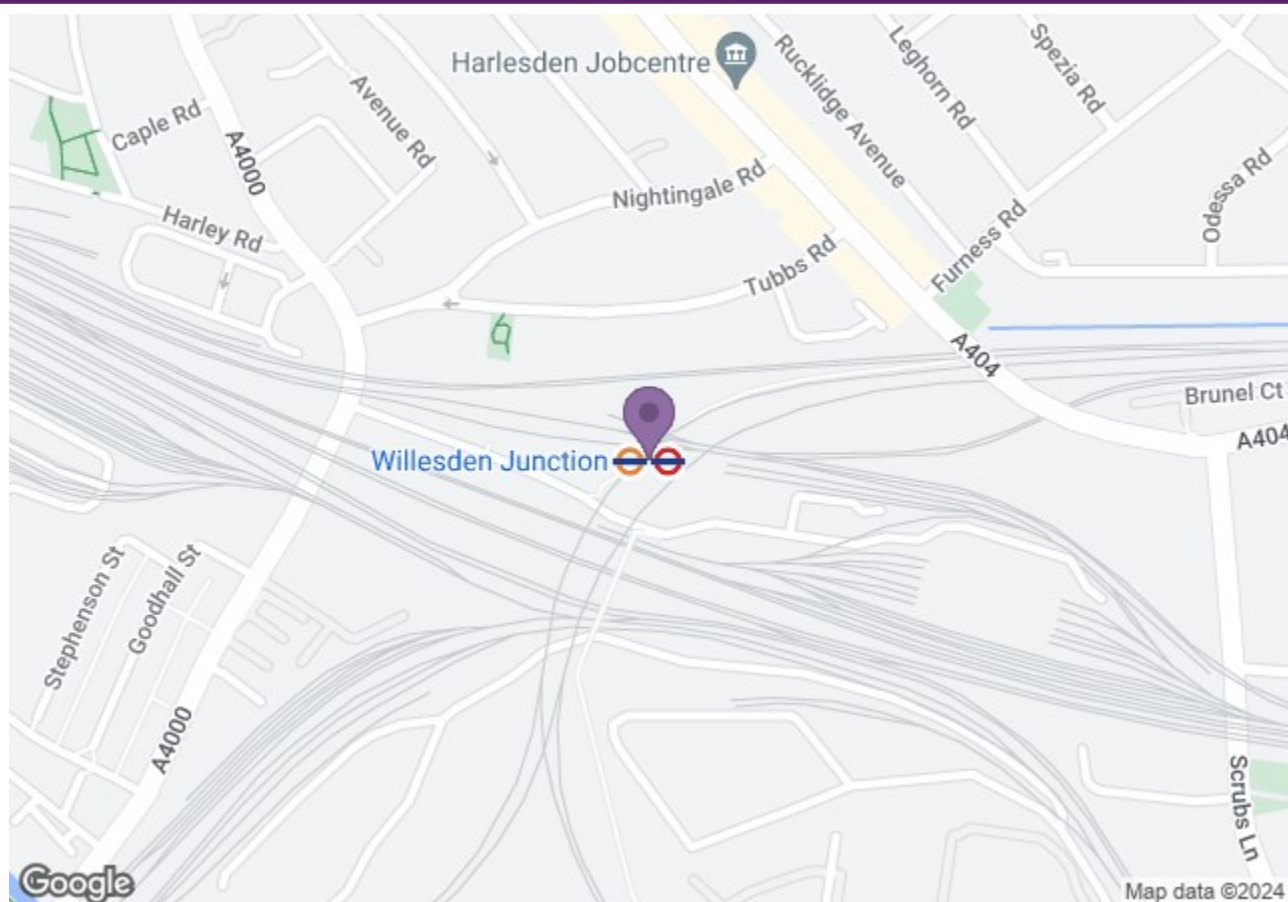 Harlesden Jobcentre
Rucklidge Avenue
Leghorn Rd
Spezia Rd
Caple Rd
Avenue Rd
A4000
Nightingale Rd
Odessa Rd
Harley Rd
Furness Rd
Tubbs Rd
A404
Brunel Ct
A404
Willesden Junction
Stephenson St
Goodhall St
A4000
Scrubs Ln
Google
Map data ©2024